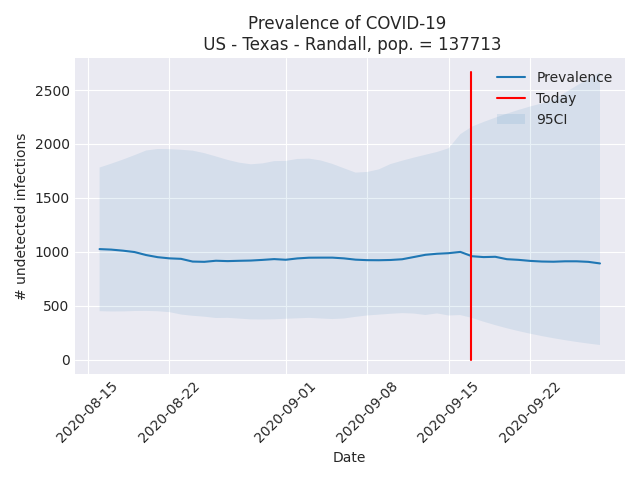 Prevalence of COVID-19
US - Texas - Randall, pop. = 137713
Prevalence
Today
95CI
# undetected infections
2500
2000
1500
1000
500
0
2020-08-15
2020-08-22
2020-09-01
2020-09-08
2020-09-15
2020-09-22
Date